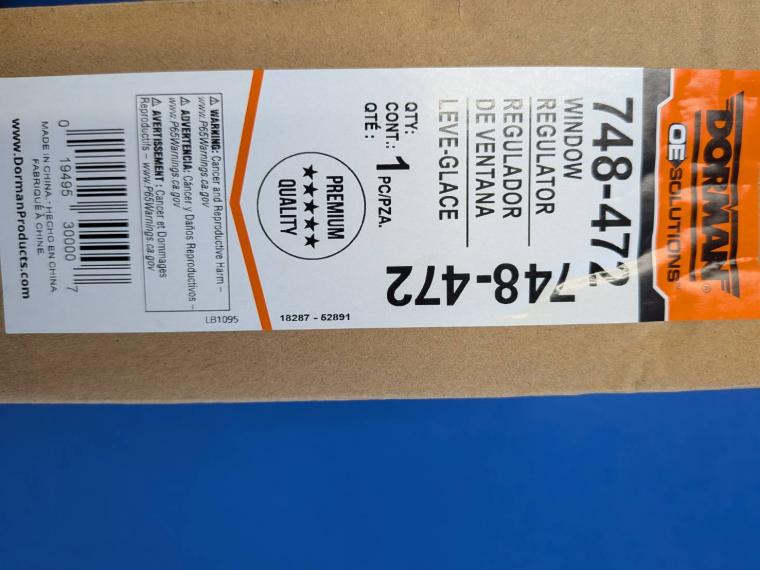 DORMAN®
OE SOLUTIONS™
748-472
WINDOW
REGULATOR
REGULADOR
DE VENTANA
LEVE-GLACE
748-472
QTY:
CONT.: 1 PC/PZA.
QTÉ :
PREMIUM
★★★★★
QUALITY
18287 - 52891
⚠ WARNING: Cancer and Reproductive Harm –
www.P65Warnings.ca.gov
⚠ ADVERTENCIA: Cáncer y Daños Reproductivos –
www.P65Warnings.ca.gov
⚠ AVERTISSEMENT : Cancer et Dommages
Reproductifs – www.P65Warnings.ca.gov
LB1095
0 19495 30000 7
MADE IN CHINA. · HECHO EN CHINA.
FABRIQUÉ À CHINE.
www.DormanProducts.com